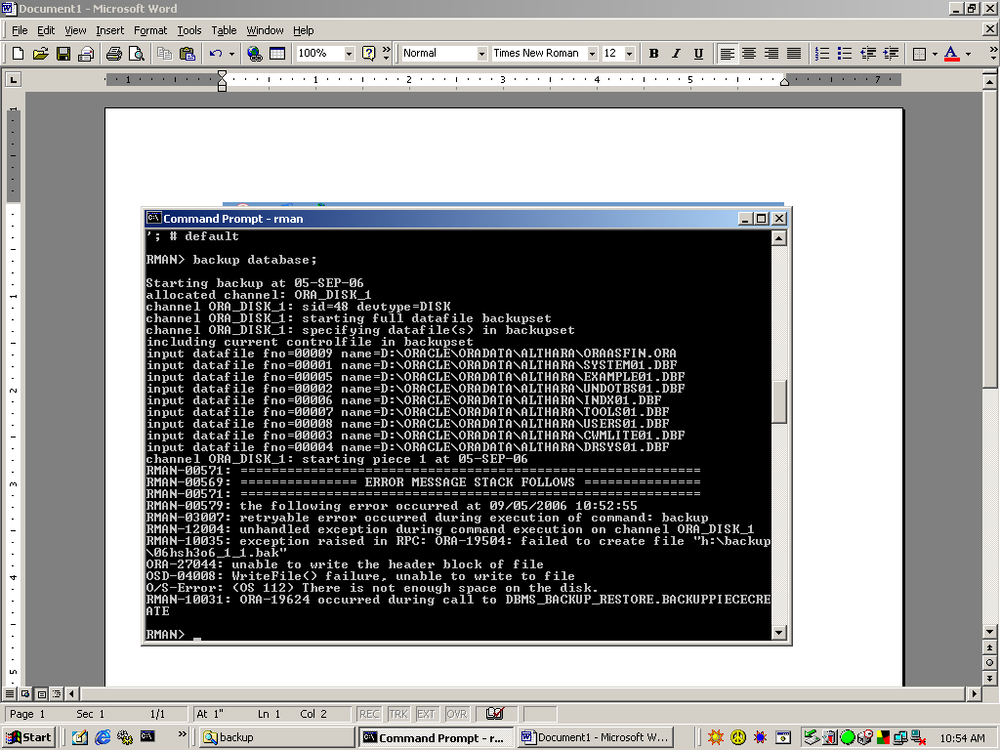 Document1 - Microsoft Word
File Edit View Insert Format Tools Table Window Help
100% Normal Times New Roman 12 B I U A
1 1 2 3 4 5 7
Command Prompt - rman
'; # default
RMAN> backup database;
Starting backup at 05-SEP-06
allocated channel: ORA_DISK_1
channel ORA_DISK_1: sid=48 devtype=DISK
channel ORA_DISK_1: starting full datafile backupset
channel ORA_DISK_1: specifying datafile(s) in backupset
including current controlfile in backupset
input datafile fno=00009 name=D:\ORACLE\ORADATA\ALTHARA\ORAASFIN.ORA
input datafile fno=00001 name=D:\ORACLE\ORADATA\ALTHARA\SYSTEM01.DBF
input datafile fno=00005 name=D:\ORACLE\ORADATA\ALTHARA\EXAMPLE01.DBF
input datafile fno=00002 name=D:\ORACLE\ORADATA\ALTHARA\UNDOTBS01.DBF
input datafile fno=00006 name=D:\ORACLE\ORADATA\ALTHARA\INDX01.DBF
input datafile fno=00007 name=D:\ORACLE\ORADATA\ALTHARA\TOOLS01.DBF
input datafile fno=00008 name=D:\ORACLE\ORADATA\ALTHARA\USERS01.DBF
input datafile fno=00003 name=D:\ORACLE\ORADATA\ALTHARA\CWMLITE01.DBF
input datafile fno=00004 name=D:\ORACLE\ORADATA\ALTHARA\DRSYS01.DBF
channel ORA_DISK_1: starting piece 1 at 05-SEP-06
RMAN-00571: ===========================================================
RMAN-00569: =============== ERROR MESSAGE STACK FOLLOWS ===============
RMAN-00571: ===========================================================
RMAN-00579: the following error occurred at 09/05/2006 10:52:55
RMAN-03007: retryable error occurred during execution of command: backup
RMAN-12004: unhandled exception during command execution on channel ORA_DISK_1
RMAN-10035: exception raised in RPC: ORA-19504: failed to create file "h:\backup
\06hsh3o6_1_1.bak"
ORA-27044: unable to write the header block of file
OSD-04008: WriteFile() failure, unable to write to file
O/S-Error: (OS 112) There is not enough space on the disk.
RMAN-10031: ORA-19624 occurred during call to DBMS_BACKUP_RESTORE.BACKUPPIECECRE
ATE
RMAN> _
Page 1 Sec 1 1/1 At 1" Ln 1 Col 2 REC TRK EXT OVR
Start backup Command Prompt - r... Document1 - Microsoft W... 10:54 AM